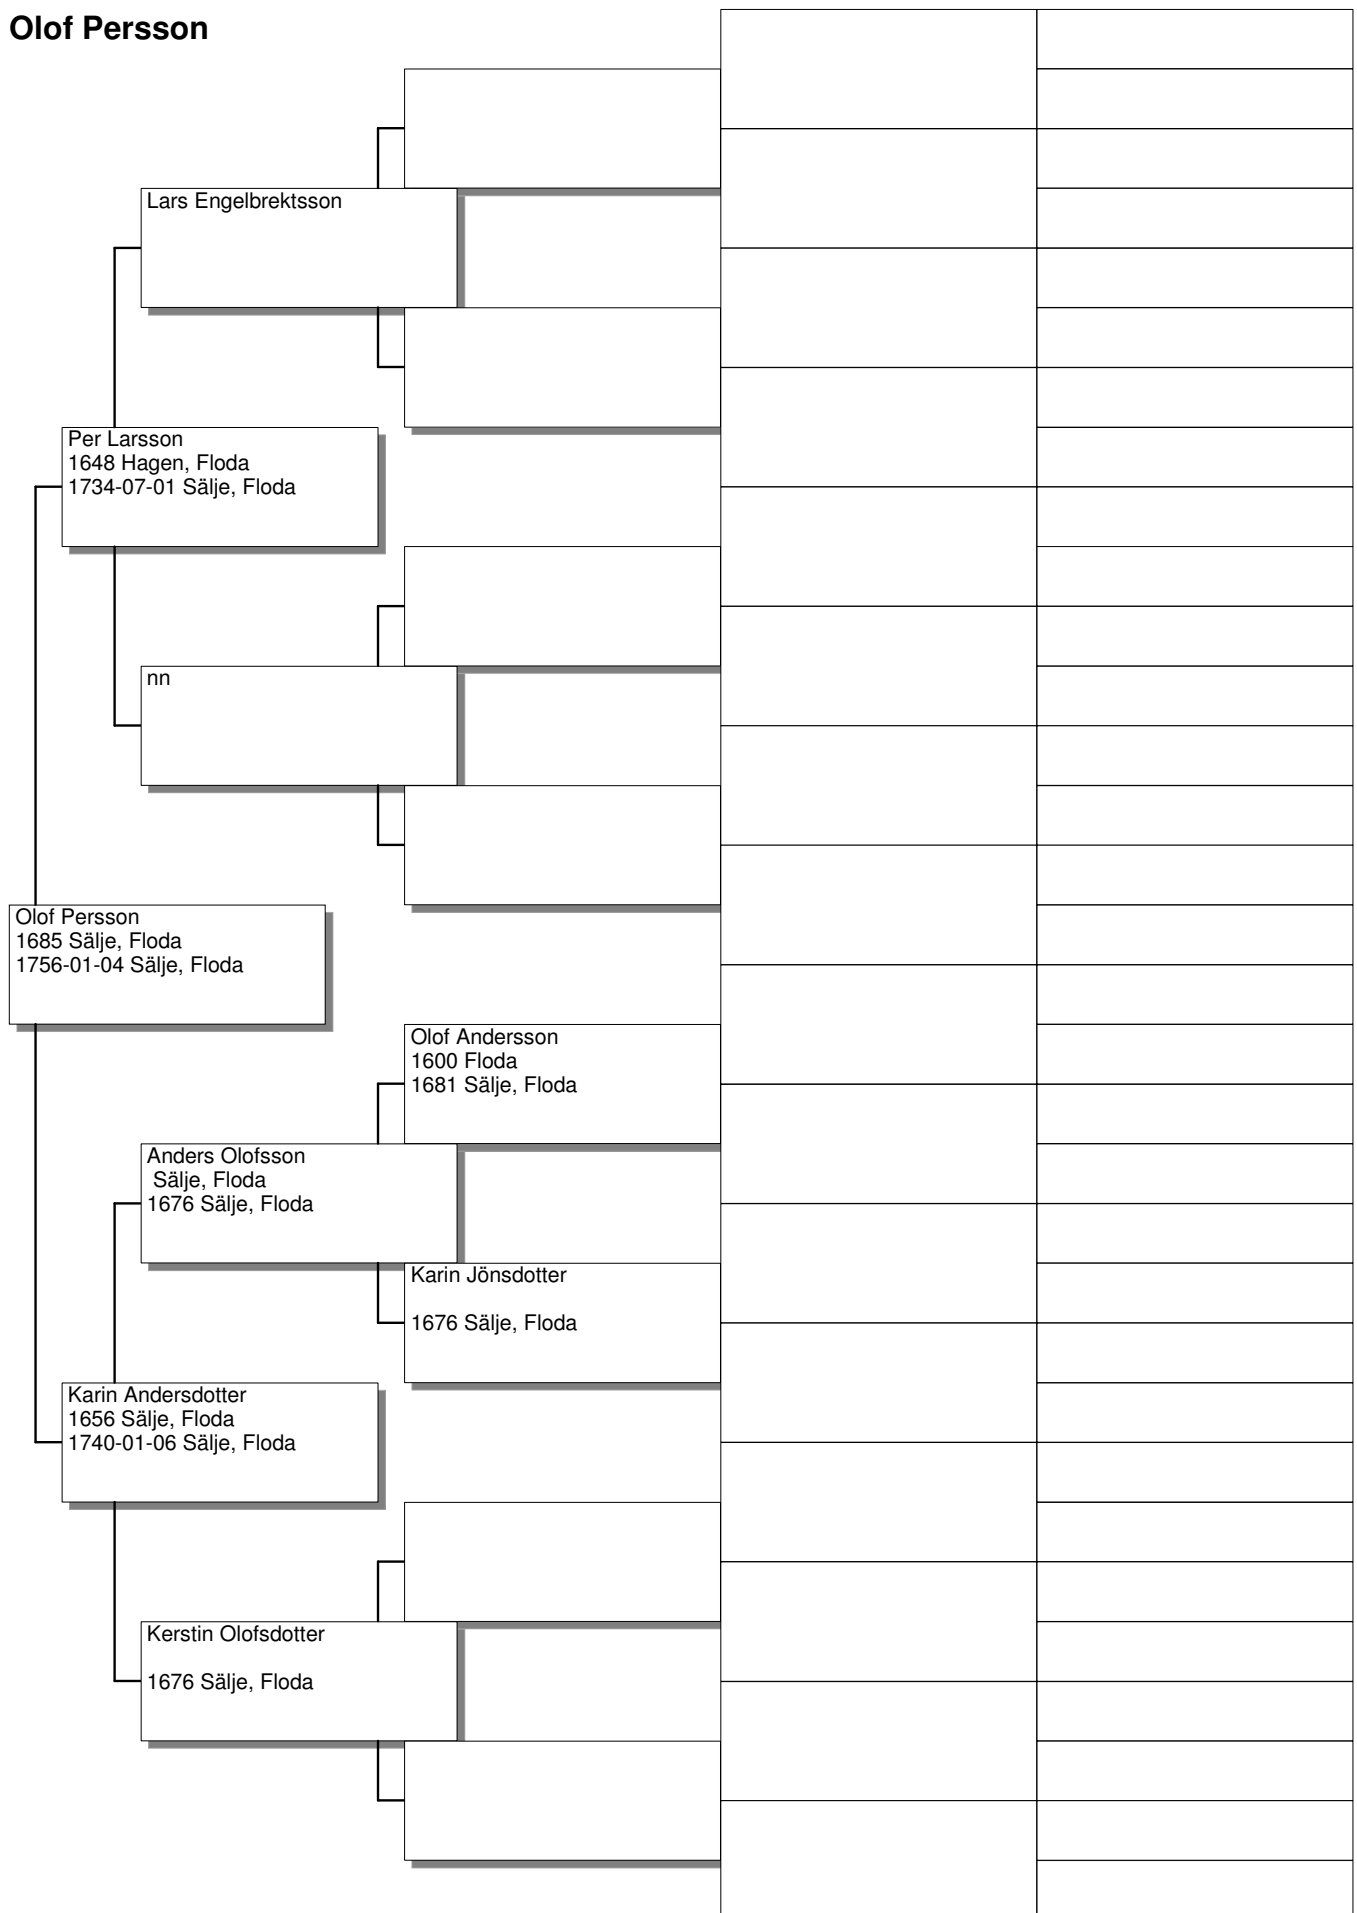 Olof Persson
Lars Engelbrektsson
Per Larsson
1648 Hagen, Floda
1734-07-01 Sälje, Floda
nn
Olof Persson
1685 Sälje, Floda
1756-01-04 Sälje, Floda
Olof Andersson
1600 Floda
1681 Sälje, Floda
Anders Olofsson
Sälje, Floda
1676 Sälje, Floda
Karin Jönsdotter
1676 Sälje, Floda
Karin Andersdotter
1656 Sälje, Floda
1740-01-06 Sälje, Floda
Kerstin Olofsdotter
1676 Sälje, Floda